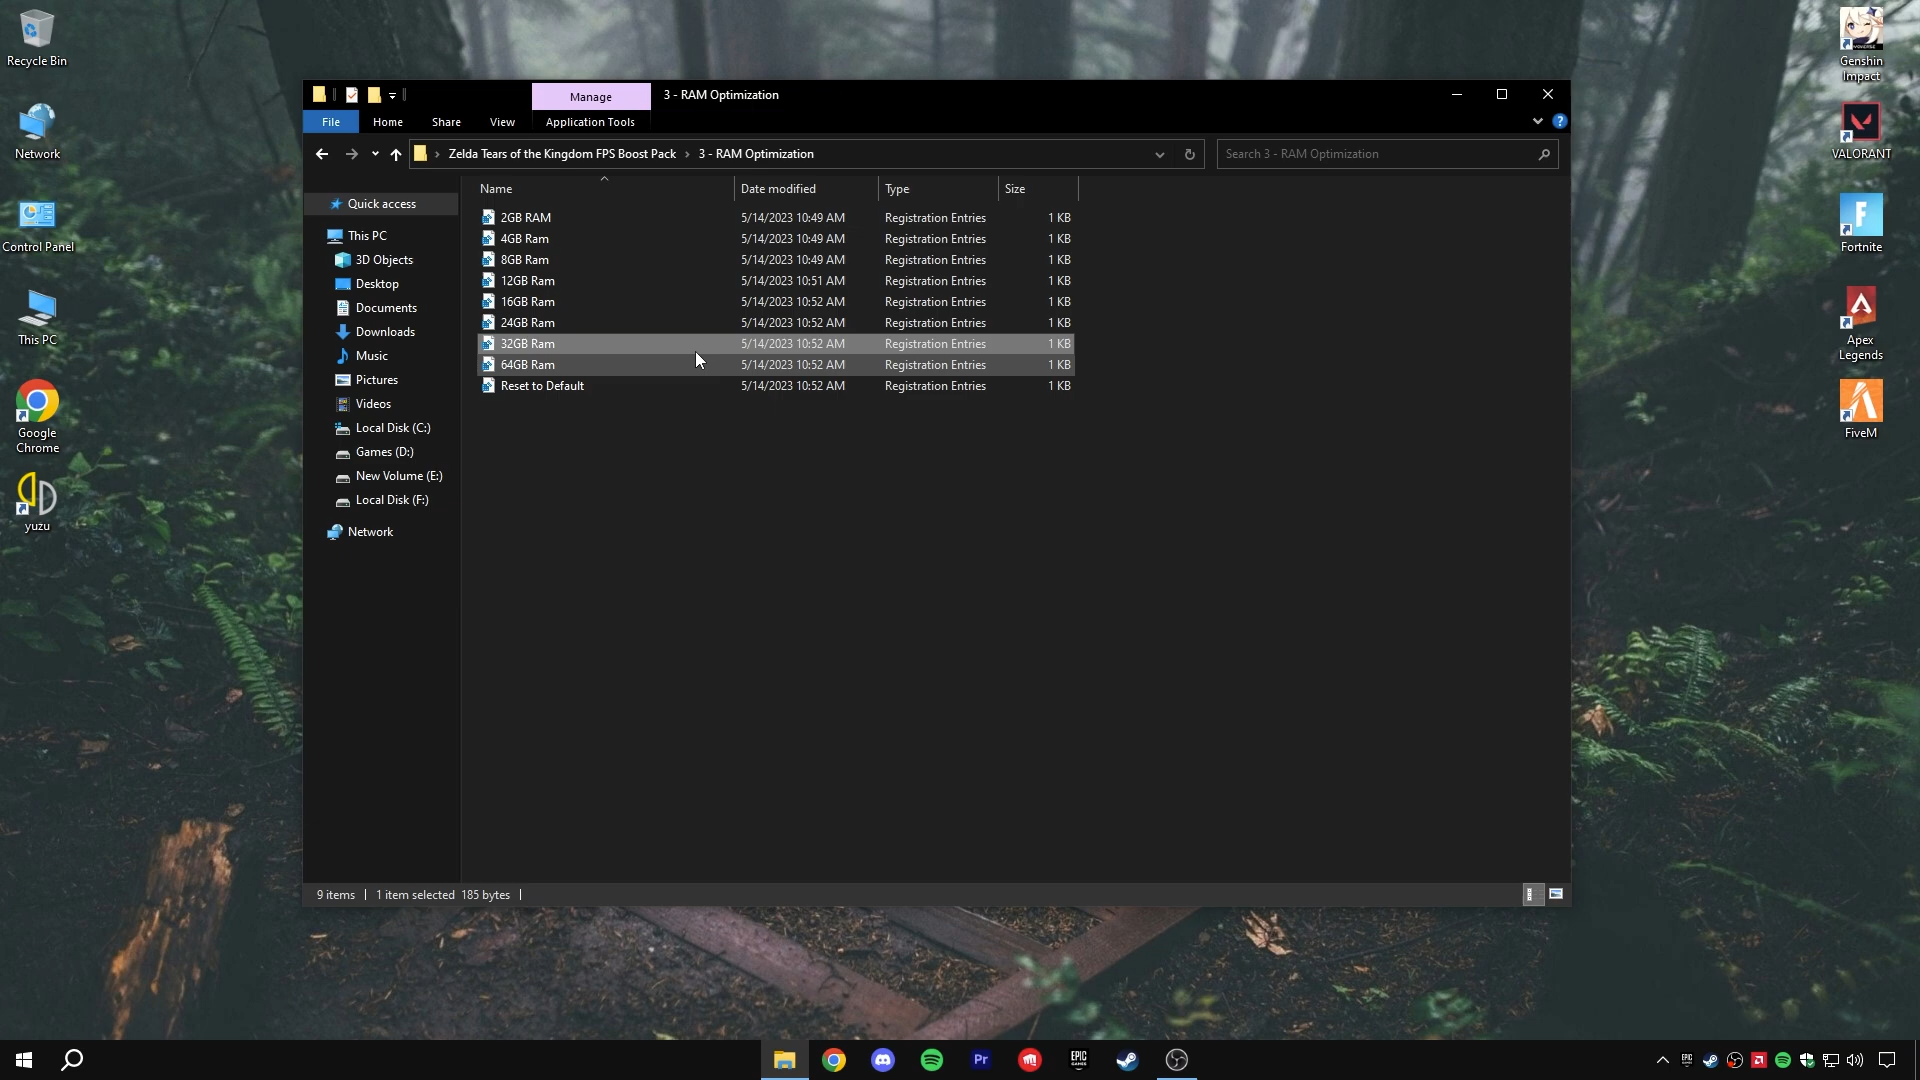 Recycle Bin
Network
Control Panel
This PC
Google
Chrome
yuzu
Manage
3 - RAM Optimization
File
Home
Share
View
Application Tools
Zelda Tears of the Kingdom FPS Boost Pack
3 - RAM Optimization
Search 3 - RAM Optimization
Quick access
This PC
3D Objects
Desktop
Documents
Downloads
Music
Pictures
Videos
Local Disk (C:)
Games (D:)
New Volume (E:)
Local Disk (F:)
Network
Name Date modified Type Size
2GB RAM 5/14/2023 10:49 AM Registration Entries 1 KB
4GB Ram 5/14/2023 10:49 AM Registration Entries 1 KB
8GB Ram 5/14/2023 10:49 AM Registration Entries 1 KB
12GB Ram 5/14/2023 10:51 AM Registration Entries 1 KB
16GB Ram 5/14/2023 10:52 AM Registration Entries 1 KB
24GB Ram 5/14/2023 10:52 AM Registration Entries 1 KB
32GB Ram 5/14/2023 10:52 AM Registration Entries 1 KB
64GB Ram 5/14/2023 10:52 AM Registration Entries 1 KB
Reset to Default 5/14/2023 10:52 AM Registration Entries 1 KB
9 items 1 item selected 185 bytes
Genshin
Impact
VALORANT
Fortnite
Apex
Legends
FiveM
Pr
EPIC
GAMES